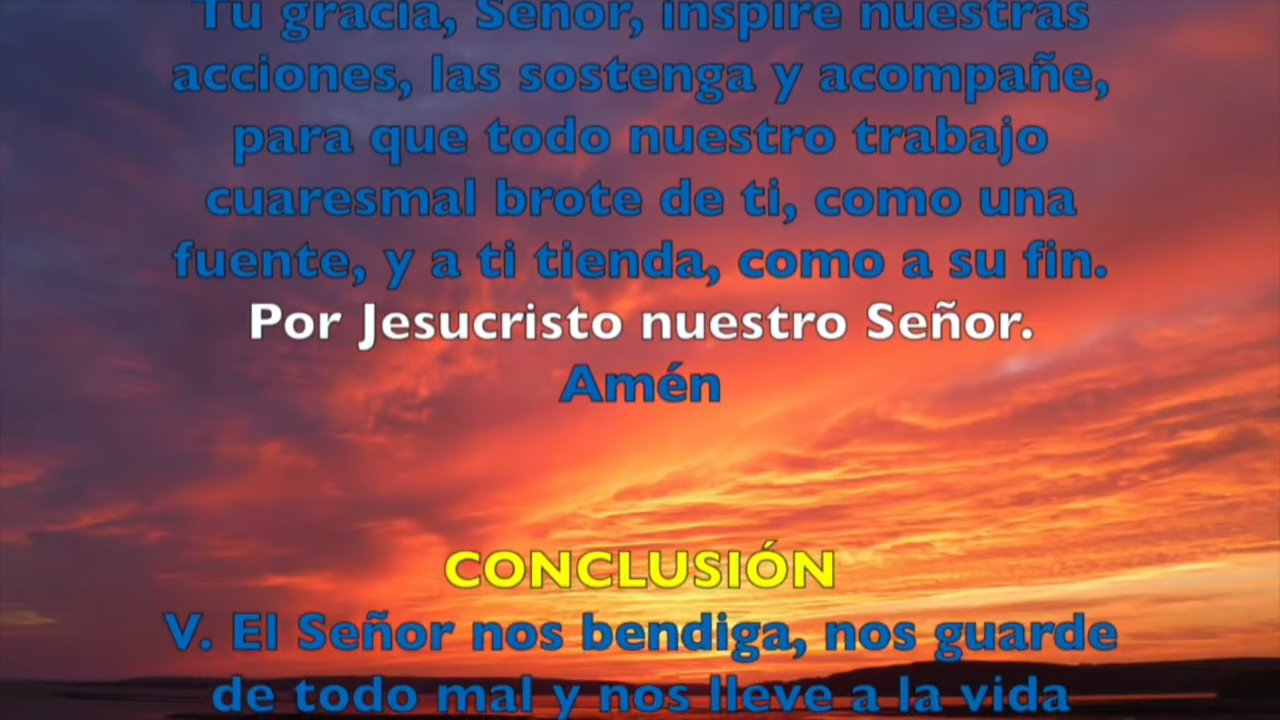 Tu gracia, Señor, inspire nuestras
acciones, las sostenga y acompañe,
para que todo nuestro trabajo
cuaresmal brote de ti, como una
fuente, y a ti tienda, como a su fin.
Por Jesucristo nuestro Señor.
Amén
CONCLUSIÓN
V. El Señor nos bendiga, nos guarde
de todo mal y nos lleve a la vida